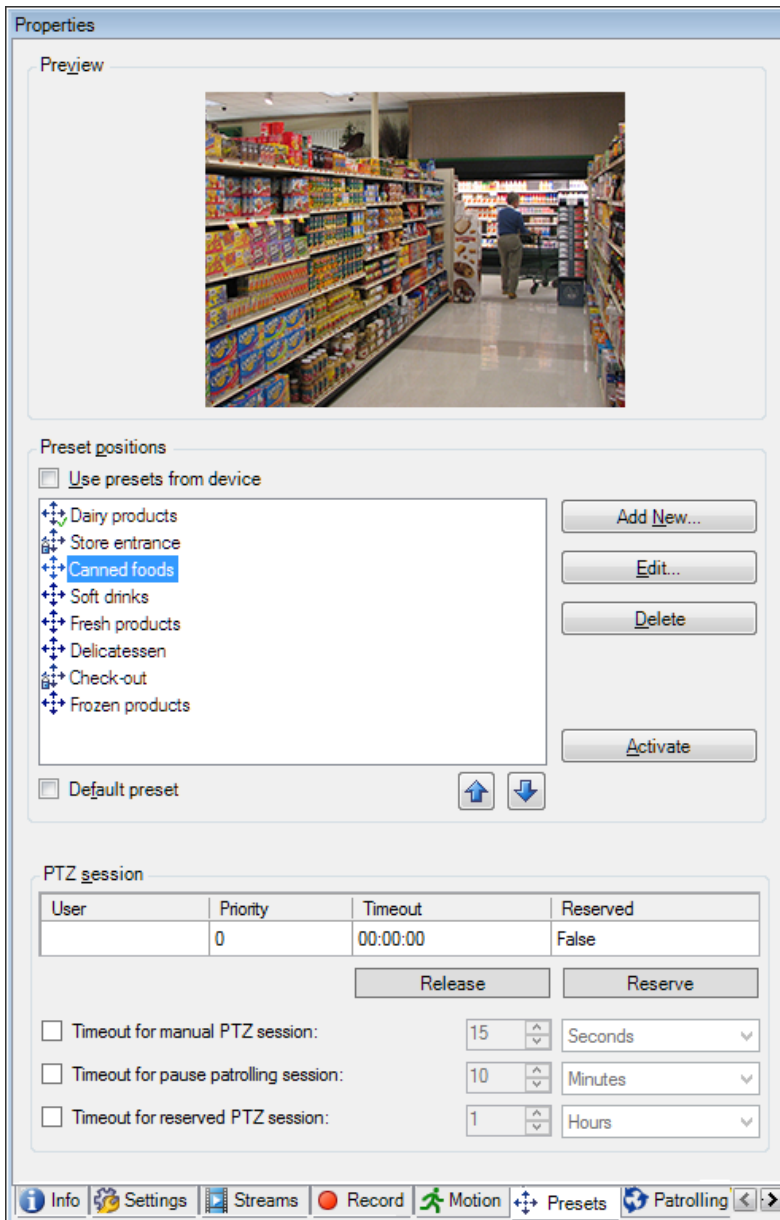 Properties
Preview
Preset positions
Use presets from device
Dairy products
Store entrance
Canned foods
Soft drinks
Fresh products
Delicatessen
Check-out
Frozen products
Add New...
Edit...
Delete
Activate
Default preset
PTZ session
User Priority Timeout Reserved
0 00:00:00 False
Release Reserve
Timeout for manual PTZ session: 15 Seconds
Timeout for pause patrolling session: 10 Minutes
Timeout for reserved PTZ session: 1 Hours
Info Settings Streams Record Motion Presets Patrolling